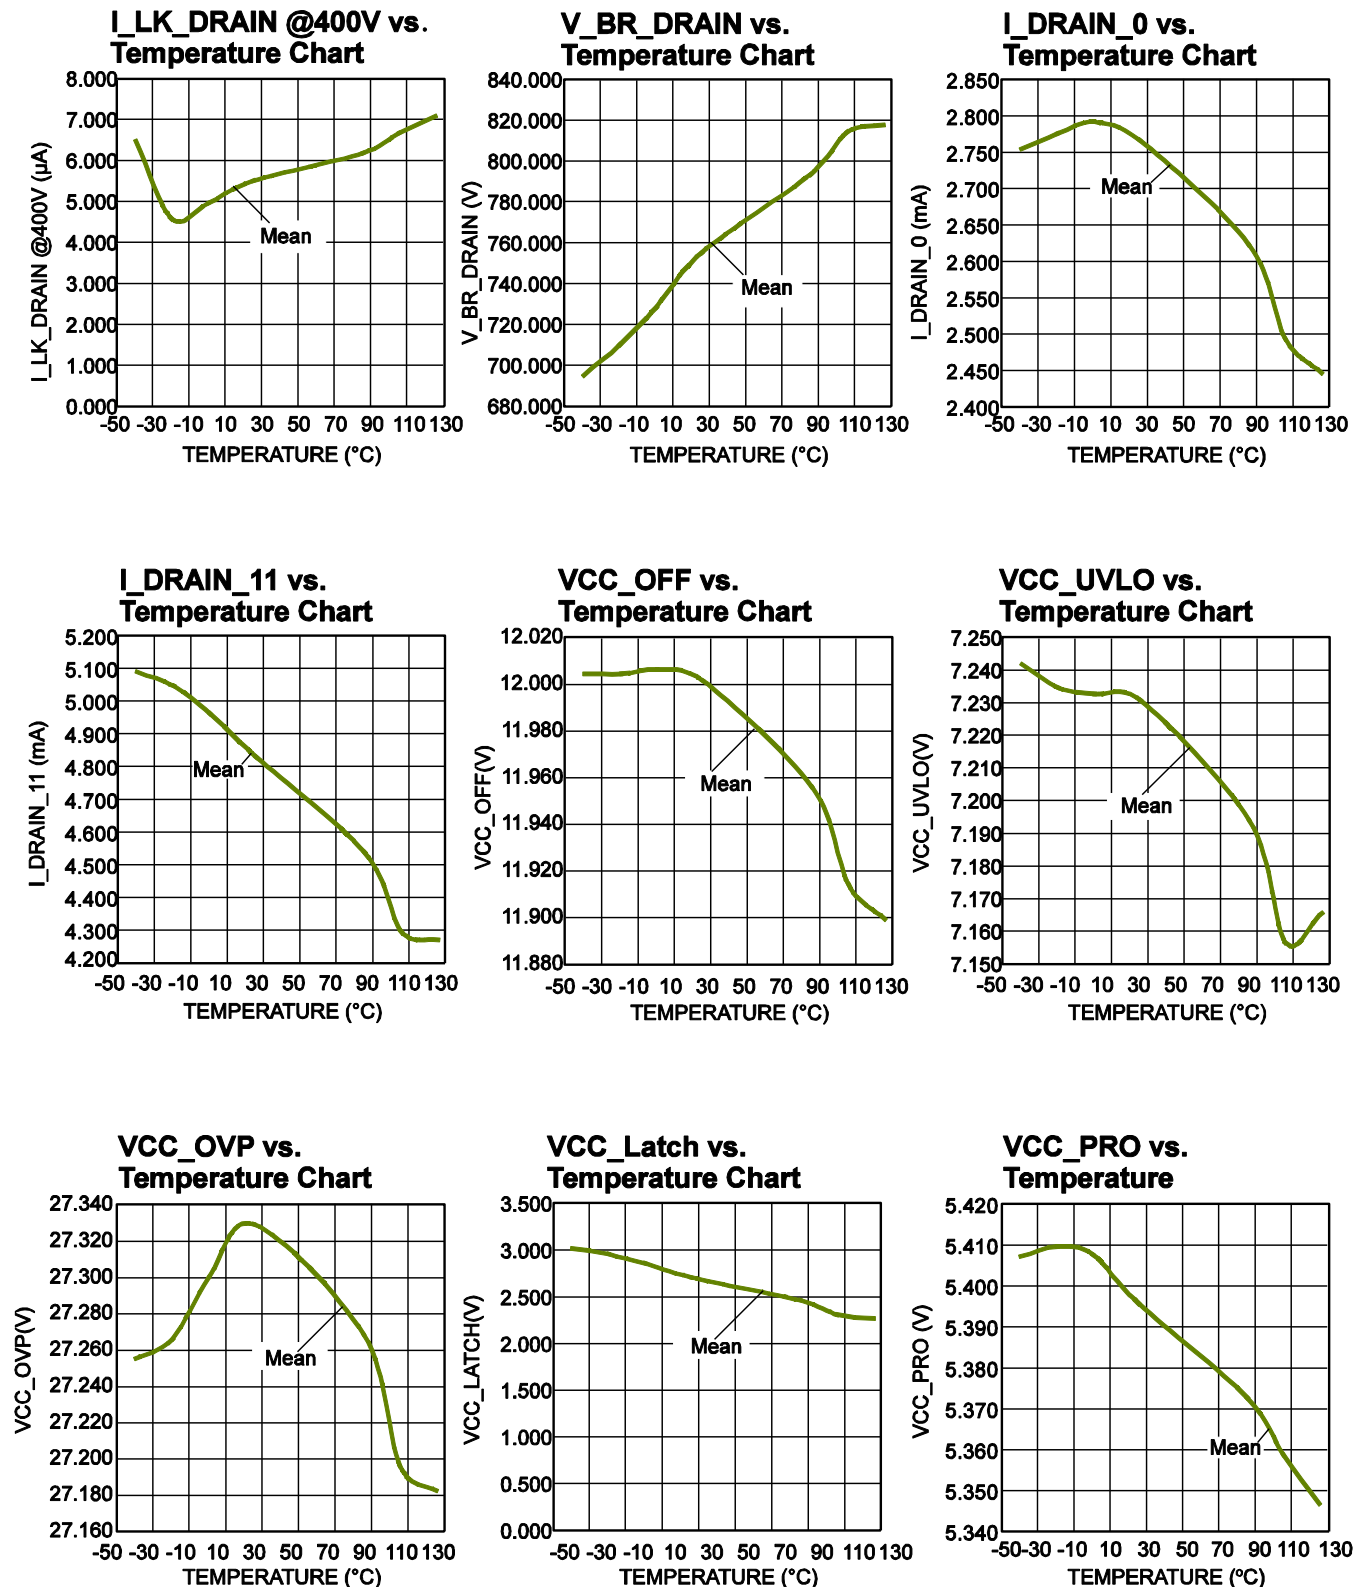 I_LK_DRAIN @400V vs.
Temperature Chart
8.000
7.000
6.000
5.000
4.000
3.000
2.000
1.000
0.000
I_LK_DRAIN @400V (µA)
Mean
-50 -30 -10 10 30 50 70 90 110 130
TEMPERATURE (°C)
V_BR_DRAIN vs.
Temperature Chart
840.000
820.000
800.000
780.000
760.000
740.000
720.000
700.000
680.000
V_BR_DRAIN (V)
Mean
-50 -30 -10 10 30 50 70 90 110 130
TEMPERATURE (°C)
I_DRAIN_0 vs.
Temperature Chart
2.850
2.800
2.750
2.700
2.650
2.600
2.550
2.500
2.450
2.400
I_DRAIN_0 (mA)
Mean
-50 -30 -10 10 30 50 70 90 110 130
TEMPERATURE (°C)
I_DRAIN_11 vs.
Temperature Chart
5.200
5.100
5.000
4.900
4.800
4.700
4.600
4.500
4.400
4.300
4.200
I_DRAIN_11 (mA)
Mean
-50 -30 -10 10 30 50 70 90 110 130
TEMPERATURE (°C)
VCC_OFF vs.
Temperature Chart
12.020
12.000
11.980
11.960
11.940
11.920
11.900
11.880
VCC_OFF(V)
Mean
-50 -30 -10 10 30 50 70 90 110 130
TEMPERATURE (°C)
VCC_UVLO vs.
Temperature Chart
7.250
7.240
7.230
7.220
7.210
7.200
7.190
7.180
7.170
7.160
7.150
VCC_UVLO(V)
Mean
-50 -30 -10 10 30 50 70 90 110 130
TEMPERATURE (°C)
VCC_OVP vs.
Temperature Chart
27.340
27.320
27.300
27.280
27.260
27.240
27.220
27.200
27.180
27.160
VCC_OVP(V)
Mean
-50 -30 -10 10 30 50 70 90 110 130
TEMPERATURE (ºC)
VCC_Latch vs.
Temperature Chart
3.500
3.000
2.500
2.000
1.500
1.000
0.500
0.000
VCC_LATCH(V)
Mean
-50 -30 -10 10 30 50 70 90 110 130
TEMPERATURE (ºC)
VCC_PRO vs.
Temperature
5.420
5.410
5.400
5.390
5.380
5.370
5.360
5.350
5.340
VCC_PRO (V)
Mean
-50 -30 -10 10 30 50 70 90 110 130
TEMPERATURE (ºC)